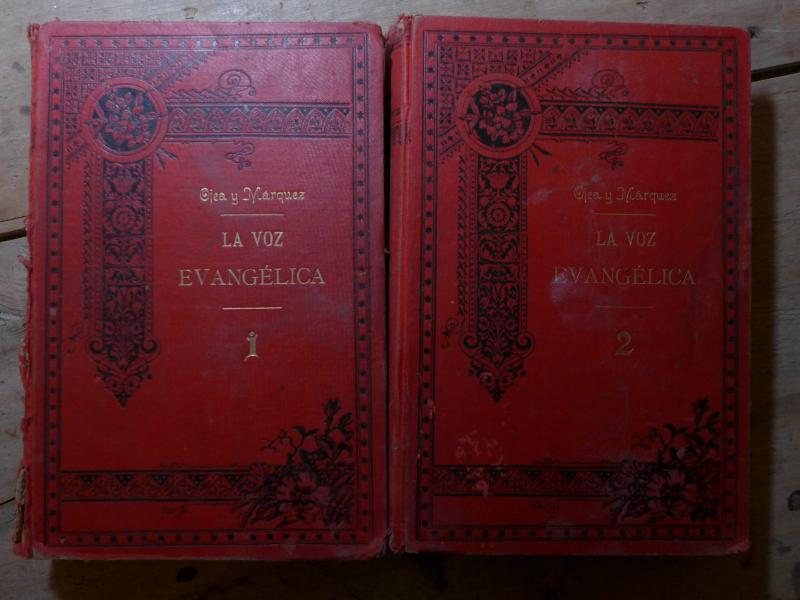 Ojea y Márquez
LA VOZ
EVANGÉLICA
1
Ojea y Márquez
LA VOZ
EVANGÉLICA
2